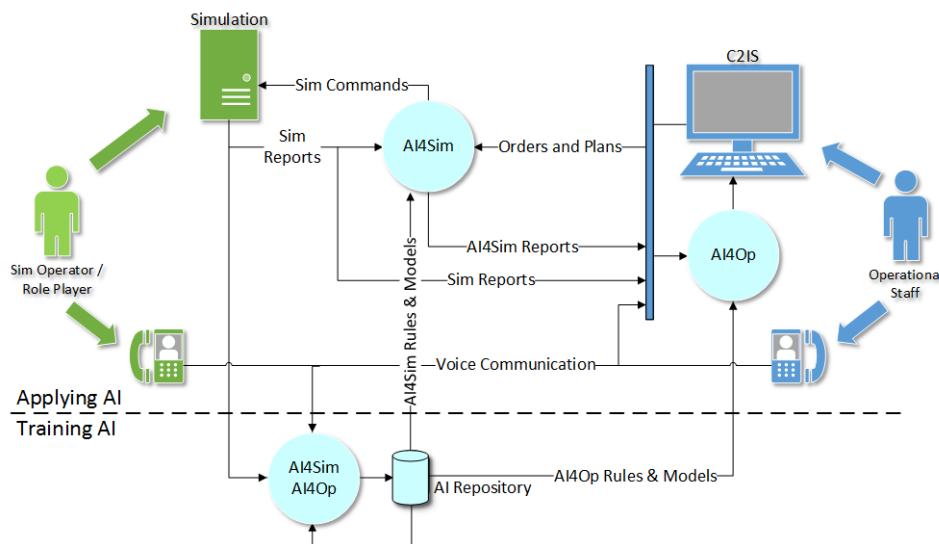 Simulation
C2IS
Sim Commands
Sim
Reports
AI4Sim
Orders and Plans
AI4Sim Reports
AI4Op
Sim Operator /
Role Player
Sim Reports
Operational
Staff
AI4Sim Rules & Models
Voice Communication
Applying AI
Training AI
AI4Sim
AI4Op
AI Repository
AI4Op Rules & Models